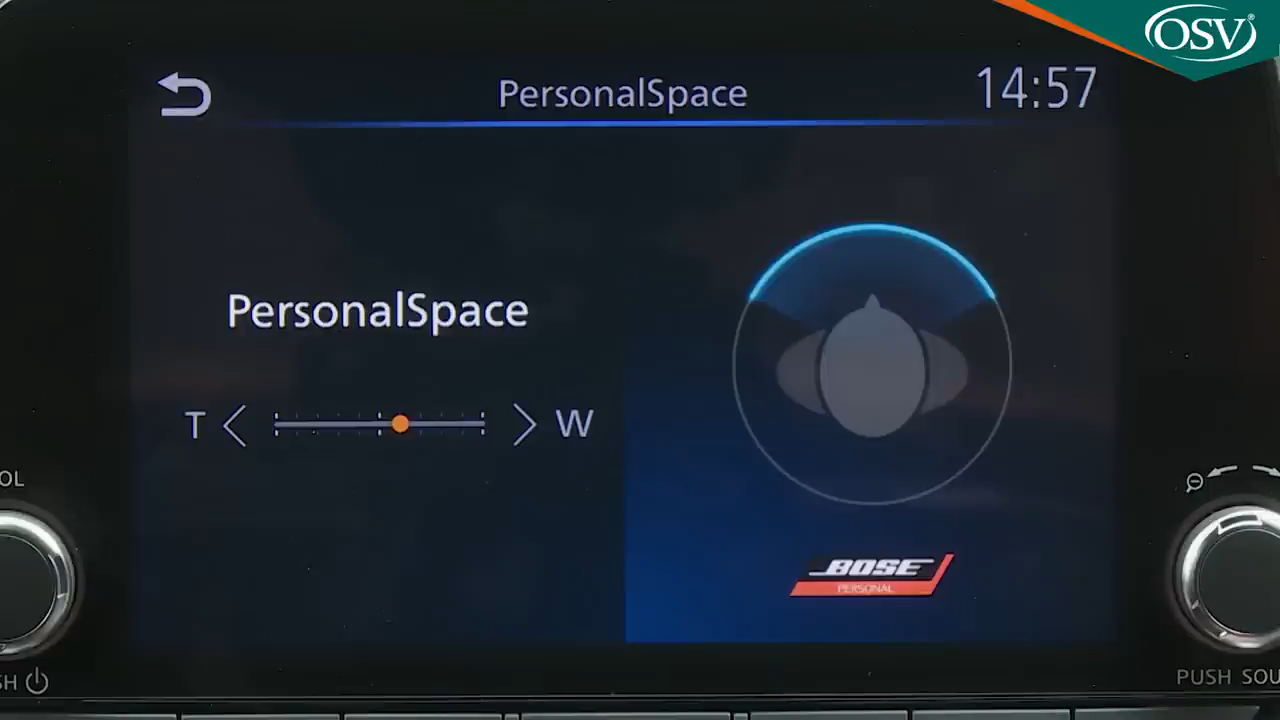 OSV®
PersonalSpace
14:57
PersonalSpace
T
W
OL
BOSE
PERSONAL
SH
PUSH SOU